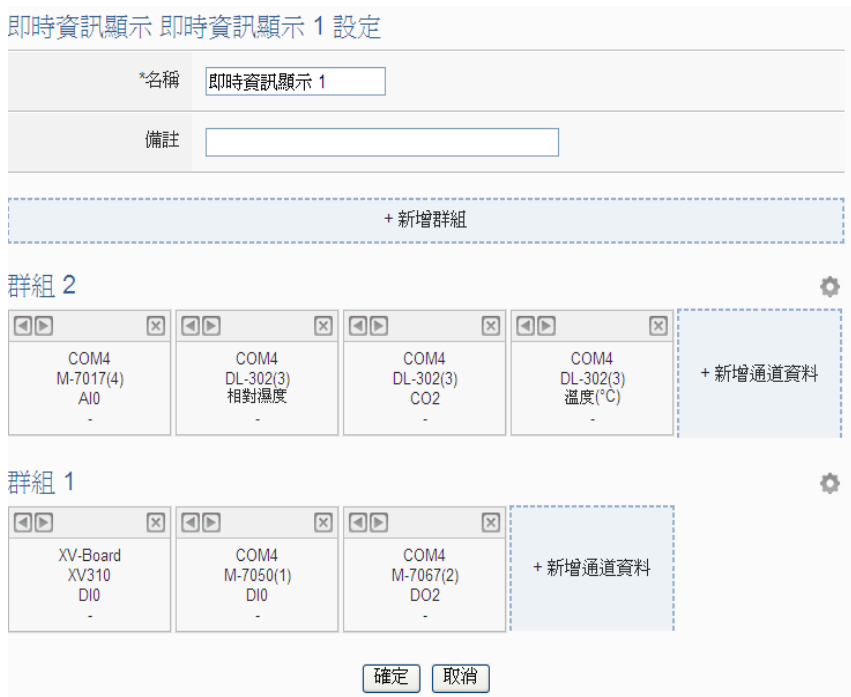 即時資訊顯示 即時資訊顯示 1 設定
*名稱 即時資訊顯示 1
備註
+ 新增群組
群組 2
COM4
M-7017(4)
AI0
-
COM4
DL-302(3)
相對濕度
-
COM4
DL-302(3)
CO2
-
COM4
DL-302(3)
溫度(°C)
-
+ 新增通道資料
群組 1
XV-Board
XV310
DI0
-
COM4
M-7050(1)
DI0
-
COM4
M-7067(2)
DO2
-
+ 新增通道資料
確定 取消